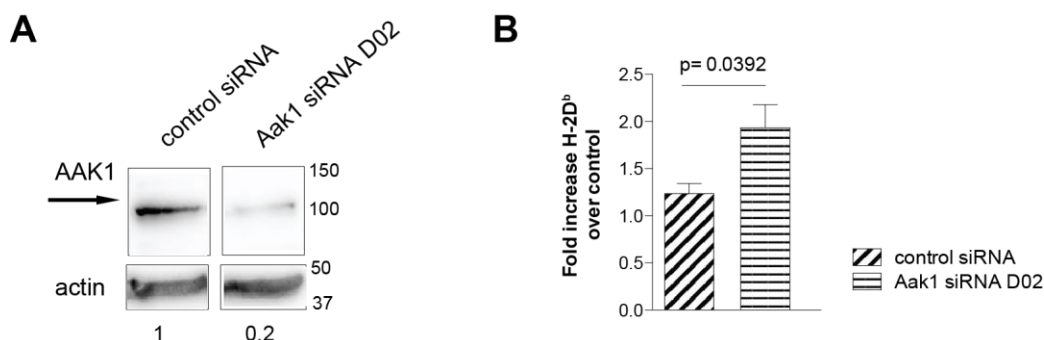 A
control siRNA
Aak1 siRNA D02
AAK1
150
100
actin
50
37
1
0.2
B
p= 0.0392
Fold increase H-2Dᵇ
over control
2.5
2.0
1.5
1.0
0.5
0.0
control siRNA
Aak1 siRNA D02